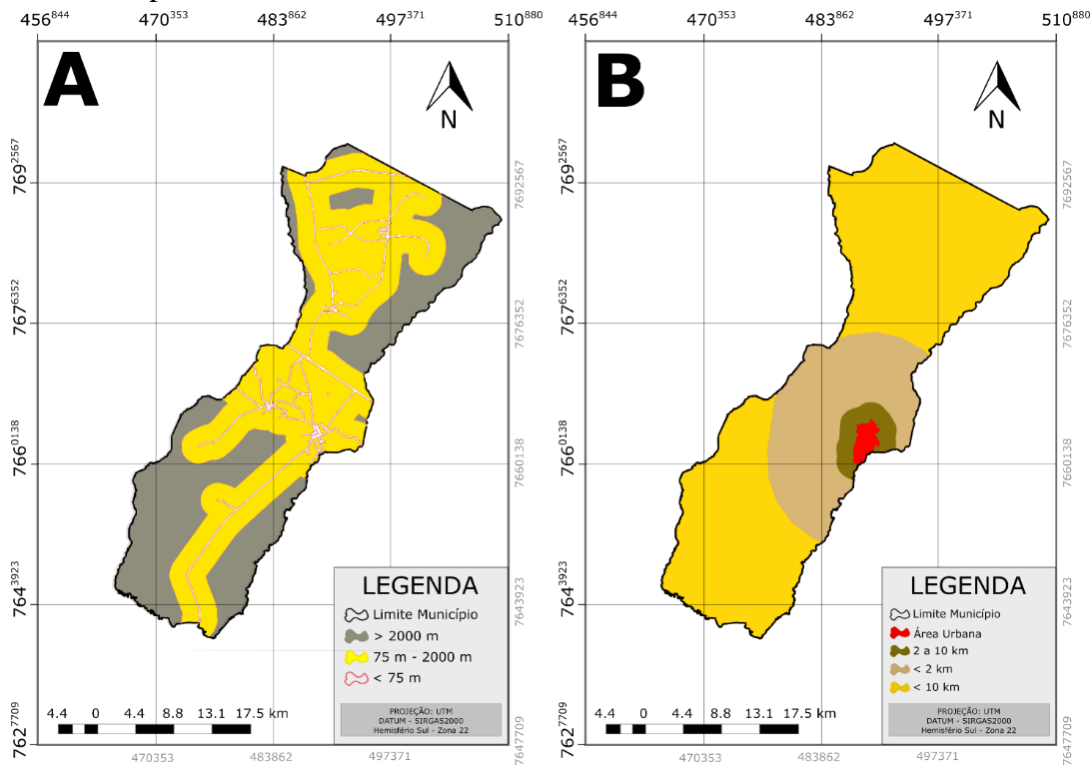 456⁸⁴⁴ 470³⁵³ 483⁸⁶² 497³⁷¹ 510⁸⁸⁰
A
N
769²⁵⁶⁷
767⁶³⁵²
766⁰¹³⁸
764³⁹²³
762⁷⁷⁰⁹
7692567
7676352
7660138
7643923
7647709
LEGENDA
Limite Município
> 2000 m
75 m - 2000 m
< 75 m
PROJEÇÃO: UTM
DATUM - SIRGAS2000
Hemisfério Sul - Zona 22
4.4 0 4.4 8.8 13.1 17.5 km
470353 483862 497371
456⁸⁴⁴ 470³⁵³ 483⁸⁶² 497³⁷¹ 510⁸⁸⁰
B
N
769²⁵⁶⁷
767⁶³⁵²
766⁰¹³⁸
764³⁹²³
762⁷⁷⁰⁹
7692567
7676352
7660138
7643923
7647709
LEGENDA
Limite Município
Área Urbana
2 a 10 km
< 2 km
< 10 km
PROJEÇÃO: UTM
DATUM - SIRGAS2000
Hemisfério Sul - Zona 22
4.4 0 4.4 8.8 13.1 17.5 km
470353 483862 497371